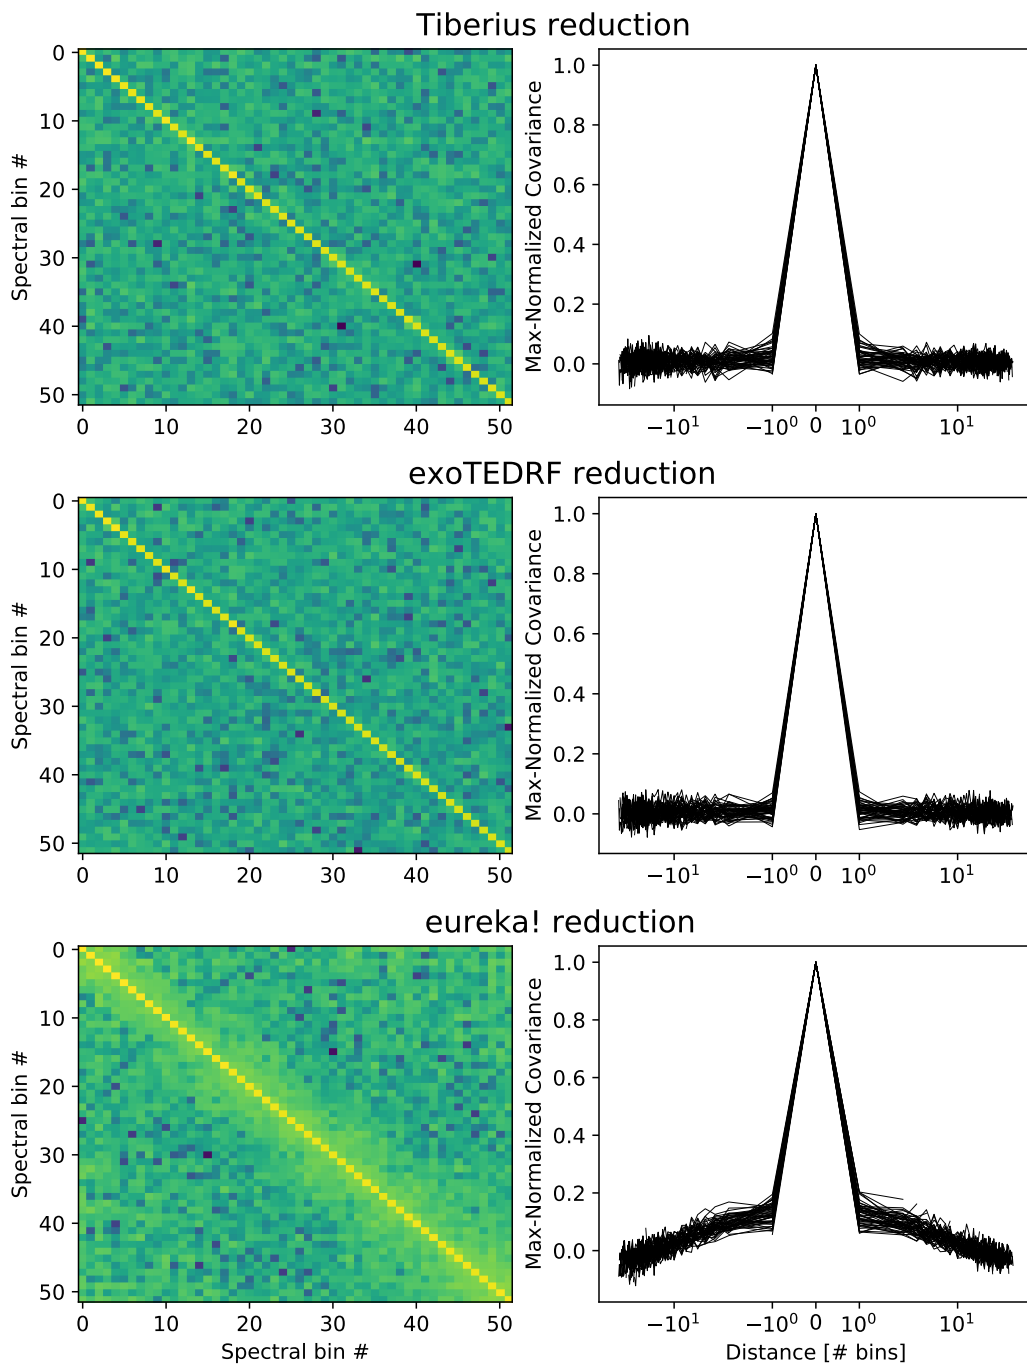 Tiberius reduction
Spectral bin #
0
10
20
30
40
50
0 10 20 30 40 50
Max-Normalized Covariance
1.0
0.8
0.6
0.4
0.2
0.0
−10¹ −10⁰ 0 10⁰ 10¹
exoTEDRF reduction
Spectral bin #
0
10
20
30
40
50
0 10 20 30 40 50
Max-Normalized Covariance
1.0
0.8
0.6
0.4
0.2
0.0
−10¹ −10⁰ 0 10⁰ 10¹
eureka! reduction
Spectral bin #
0
10
20
30
40
50
0 10 20 30 40 50
Spectral bin #
Max-Normalized Covariance
1.0
0.8
0.6
0.4
0.2
0.0
−10¹ −10⁰ 0 10⁰ 10¹
Distance [# bins]